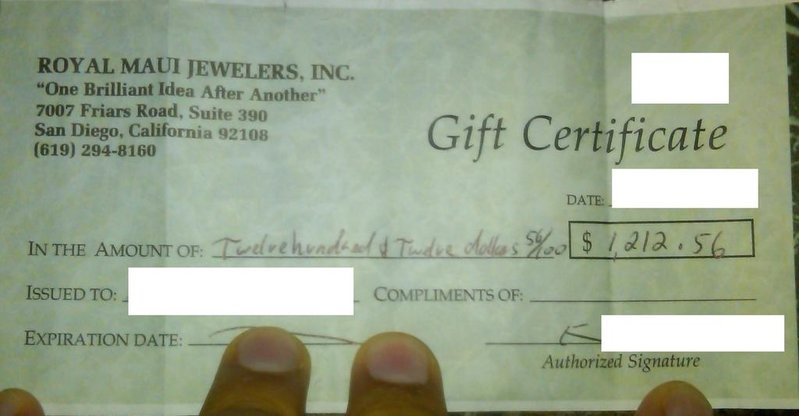 ROYAL MAUI JEWELERS, INC.
"One Brilliant Idea After Another"
7007 Friars Road, Suite 390
San Diego, California 92108
(619) 294-8160
Gift Certificate
DATE:
IN THE AMOUNT OF: Twelvehundred & Twelve dollars 56/100 $ 1,212.56
ISSUED TO: COMPLIMENTS OF:
EXPIRATION DATE:
Authorized Signature